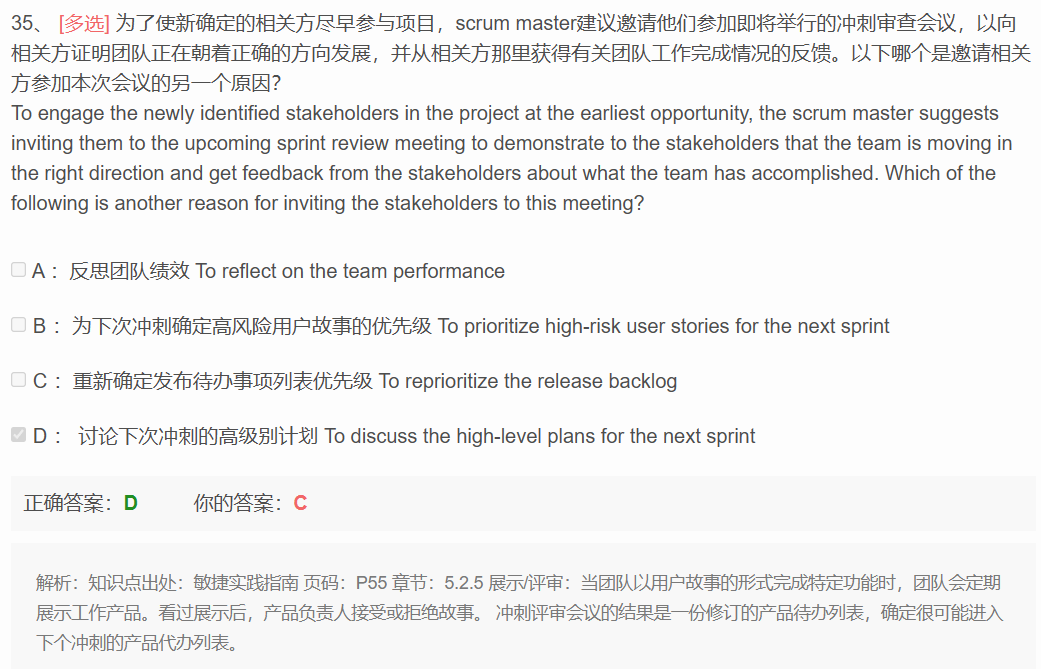 35、 [多选] 为了使新确定的相关方尽早参与项目，scrum master建议邀请他们参加即将举行的冲刺审查会议，以向
相关方证明团队正在朝着正确的方向发展，并从相关方那里获得有关团队工作完成情况的反馈。以下哪个是邀请相关
方参加本次会议的另一个原因?
To engage the newly identified stakeholders in the project at the earliest opportunity, the scrum master suggests
inviting them to the upcoming sprint review meeting to demonstrate to the stakeholders that the team is moving in
the right direction and get feedback from the stakeholders about what the team has accomplished. Which of the
following is another reason for inviting the stakeholders to this meeting?
A： 反思团队绩效 To reflect on the team performance
B： 为下次冲刺确定高风险用户故事的优先级 To prioritize high-risk user stories for the next sprint
C： 重新确定发布待办事项列表优先级 To reprioritize the release backlog
D： 讨论下次冲刺的高级别计划 To discuss the high-level plans for the next sprint
正确答案：D 你的答案：C
解析：知识点出处：敏捷实践指南 页码：P55 章节：5.2.5 展示/评审：当团队以用户故事的形式完成特定功能时，团队会定期
展示工作产品。看过展示后，产品负责人接受或拒绝故事。 冲刺评审会议的结果是一份修订的产品待办列表，确定很可能进入
下个冲刺的产品代办列表。